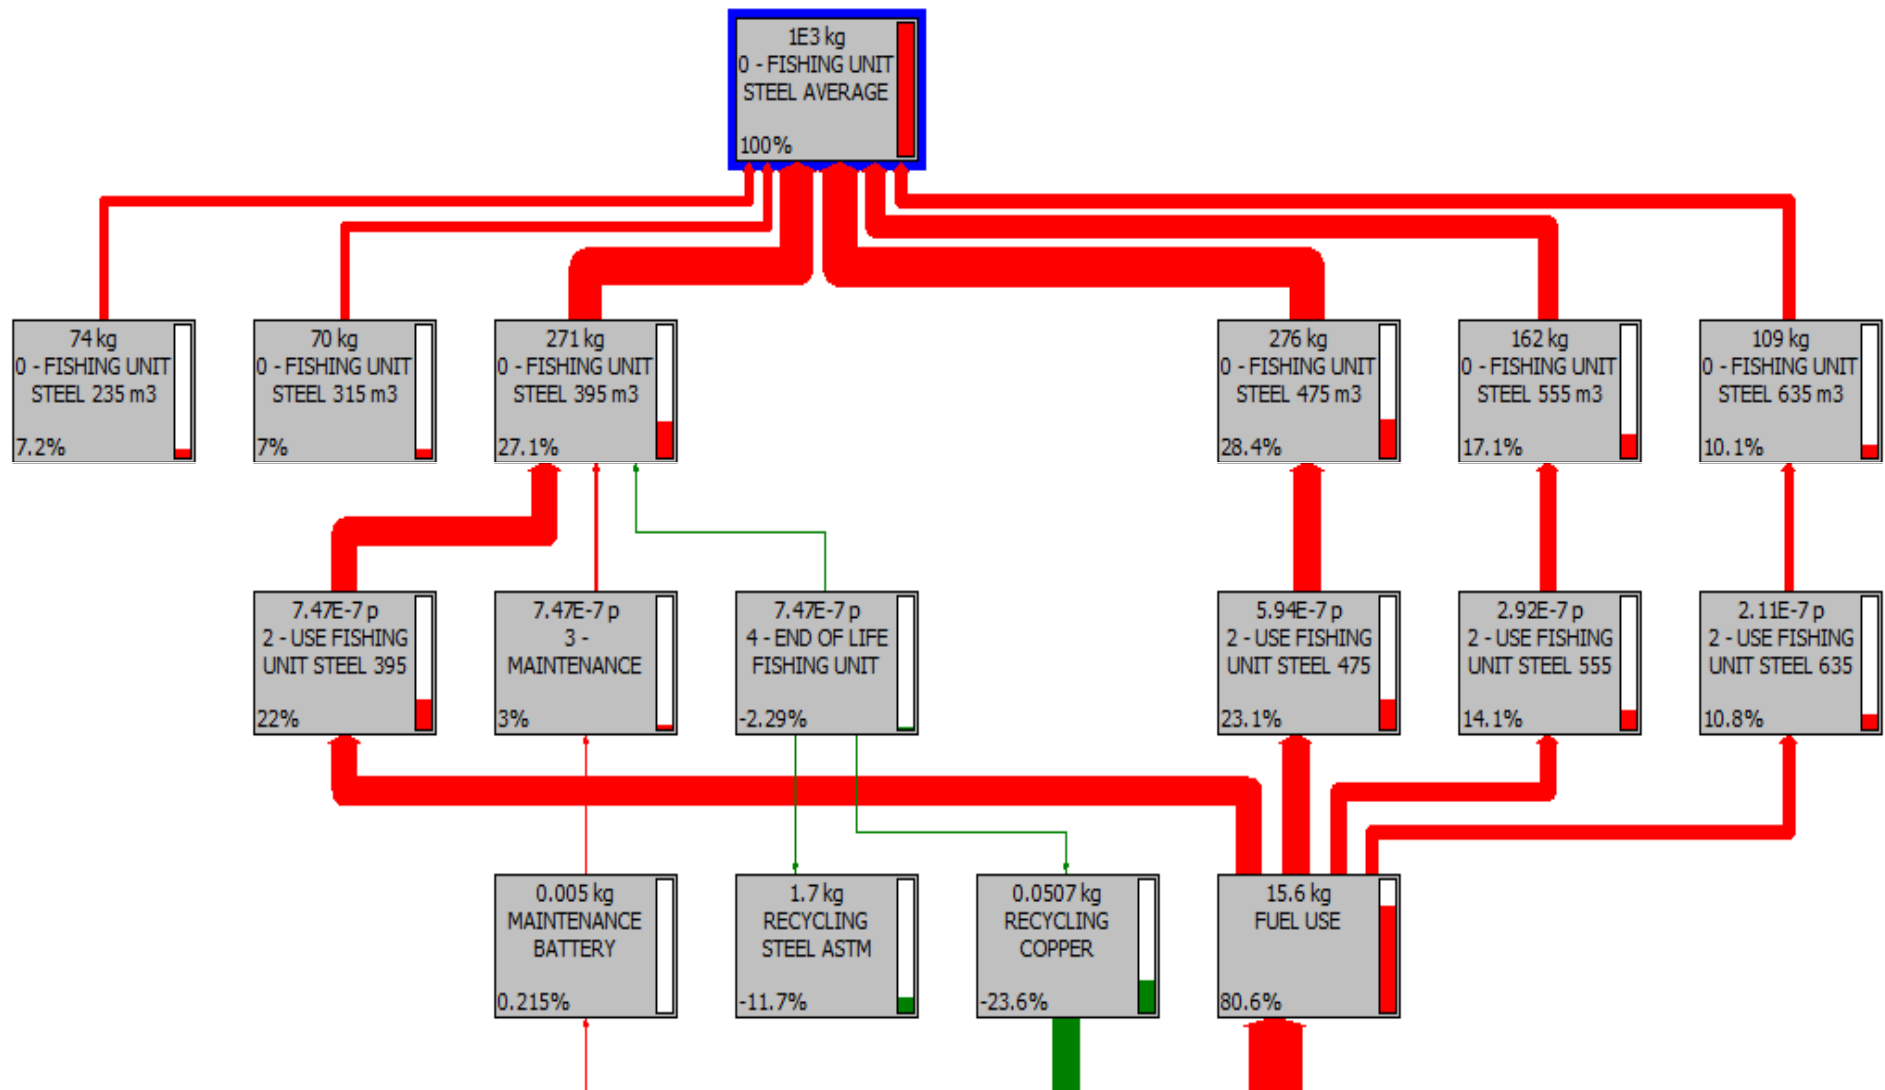 1E3 kg
0 - FISHING UNIT
STEEL AVERAGE
100%
74 kg
0 - FISHING UNIT
STEEL 235 m3
7.2%
70 kg
0 - FISHING UNIT
STEEL 315 m3
7%
271 kg
0 - FISHING UNIT
STEEL 395 m3
27.1%
276 kg
0 - FISHING UNIT
STEEL 475 m3
28.4%
162 kg
0 - FISHING UNIT
STEEL 555 m3
17.1%
109 kg
0 - FISHING UNIT
STEEL 635 m3
10.1%
7.47E-7 p
2 - USE FISHING
UNIT STEEL 395
22%
7.47E-7 p
3 -
MAINTENANCE
3%
7.47E-7 p
4 - END OF LIFE
FISHING UNIT
-2.29%
5.94E-7 p
2 - USE FISHING
UNIT STEEL 475
23.1%
2.92E-7 p
2 - USE FISHING
UNIT STEEL 555
14.1%
2.11E-7 p
2 - USE FISHING
UNIT STEEL 635
10.8%
0.005 kg
MAINTENANCE
BATTERY
0.215%
1.7 kg
RECYCLING
STEEL ASTM
-11.7%
0.0507 kg
RECYCLING
COPPER
-23.6%
15.6 kg
FUEL USE
80.6%